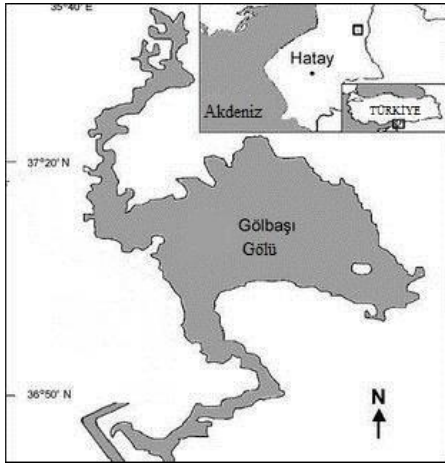 35°40' E
Hatay
Akdeniz
TÜRKİYE
37°20' N
Gölbaşı
Gölü
36°50' N
N